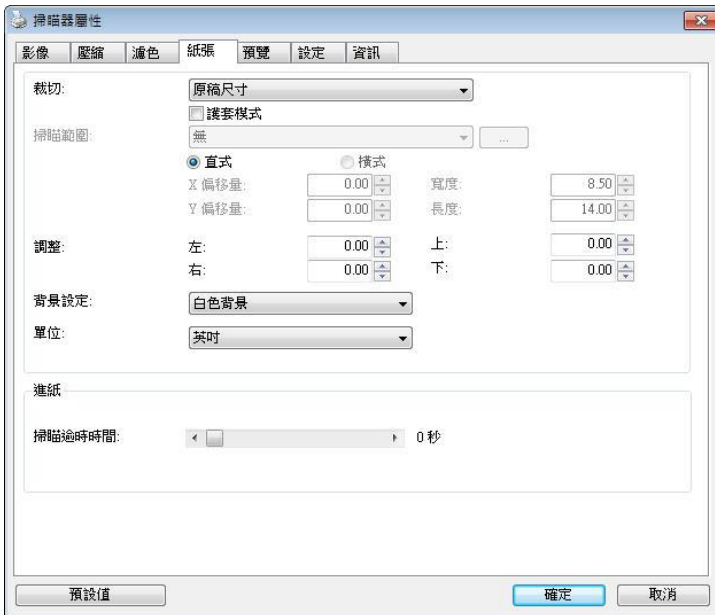 掃瞄器屬性
影像 壓縮 濾色 紙張 預覽 設定 資訊
裁切: 原稿尺寸
護套模式
掃瞄範圍: 無 ...
直式 橫式
X 偏移量: 0.00 寬度: 8.50
Y 偏移量: 0.00 長度: 14.00
調整: 左: 0.00 上: 0.00
右: 0.00 下: 0.00
背景設定: 白色背景
單位: 英吋
進紙
掃瞄逾時時間: 0 秒
預設值 確定 取消